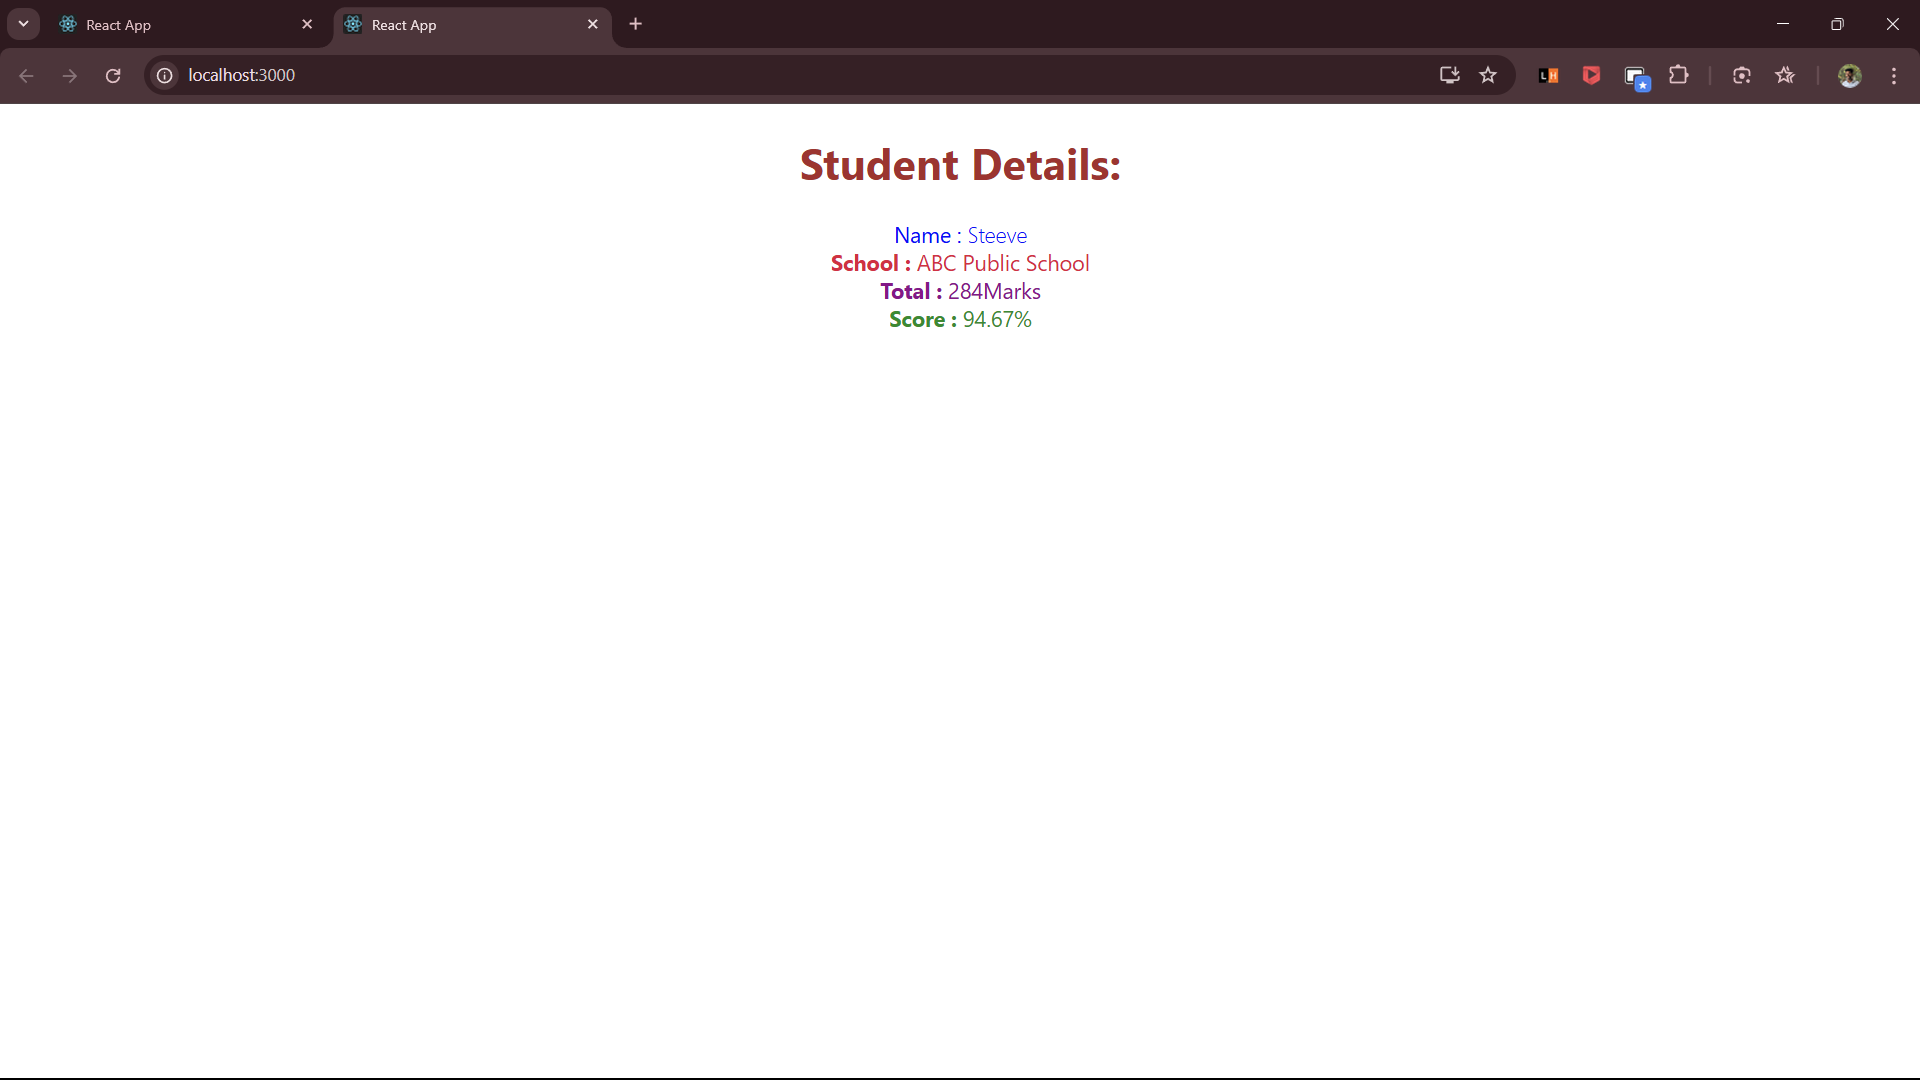 React App
React App
localhost:3000
Student Details:
Name : Steeve
School : ABC Public School
Total : 284Marks
Score : 94.67%